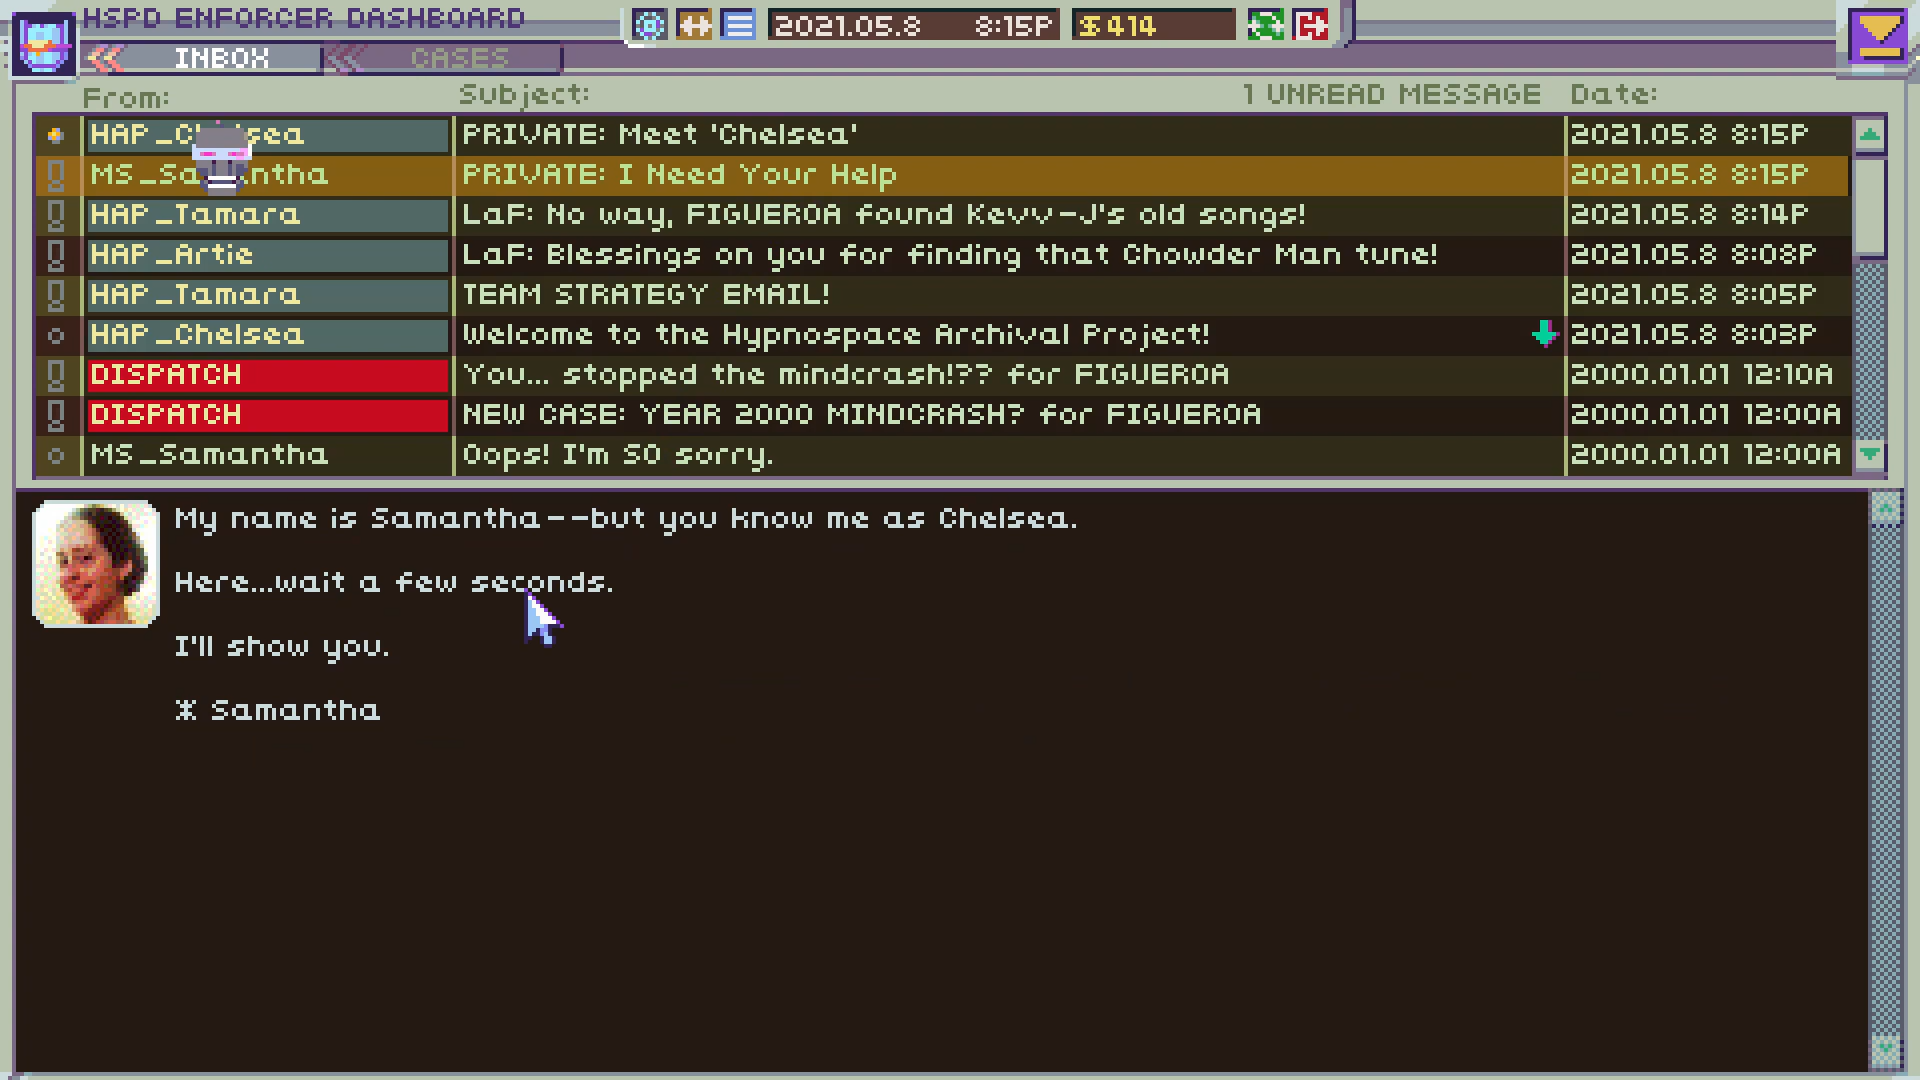 HSPD ENFORCER DASHBOARD
2021.05.8 8:15P
414
INBOX
CASES
From: Subject: 1 UNREAD MESSAGE Date:
PRIVATE: Meet 'Chelsea' 2021.05.8 8:15P
PRIVATE: I Need Your Help 2021.05.8 8:15P
HAP_Tamara LaF: No way, FIGUEROA found Kevv-J's old songs! 2021.05.8 8:14P
HAP_Artie LaF: Blessings on you for finding that Chowder Man tune! 2021.05.8 8:08P
HAP_Tamara TEAM STRATEGY EMAIL! 2021.05.8 8:05P
HAP_Chelsea Welcome to the Hypnospace Archival Project! 2021.05.8 8:03P
DISPATCH You... stopped the mindcrash!?? for FIGUEROA 2000.01.01 12:10A
DISPATCH NEW CASE: YEAR 2000 MINDCRASH? for FIGUEROA 2000.01.01 12:00A
MS_Samantha Oops! I'm SO sorry. 2000.01.01 12:00A
My name is Samantha--but you know me as Chelsea.
Here...wait a few seconds.
I'll show you.
* Samantha